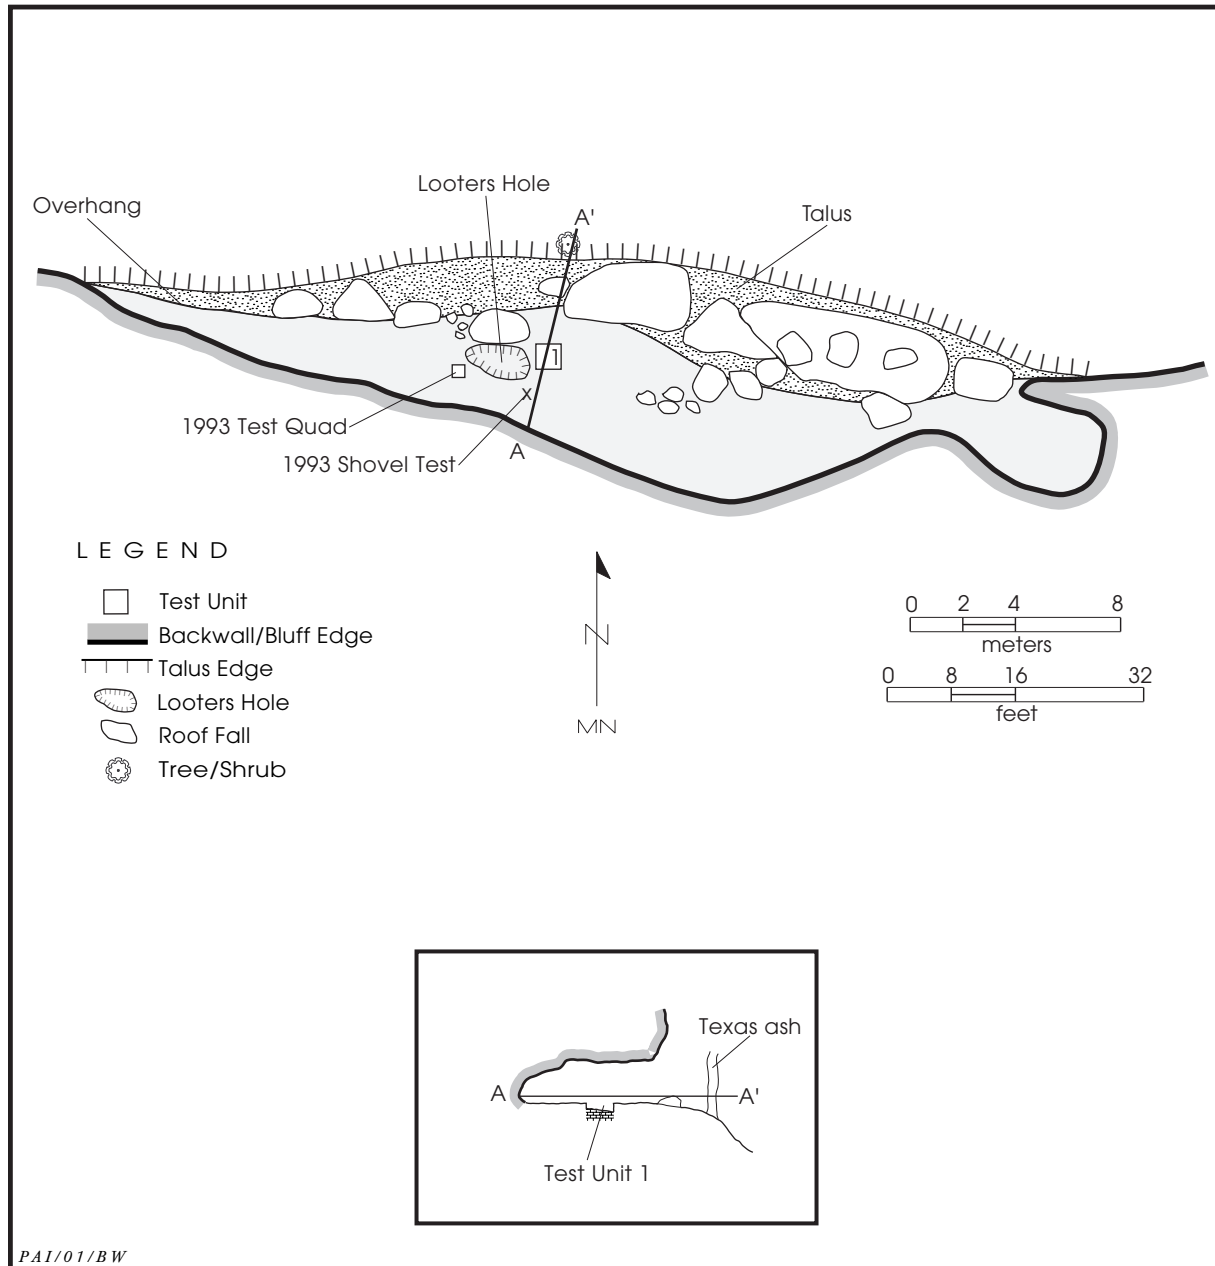 Looters Hole
Overhang
A'
Talus
1
1993 Test Quad
x
A
1993 Shovel Test
L E G E N D
Test Unit
Backwall/Bluff Edge
Talus Edge
Looters Hole
Roof Fall
Tree/Shrub
N
MN
0 2 4 8
meters
0 8 16 32
feet
Texas ash
A
A'
Test Unit 1
PAI/01/BW